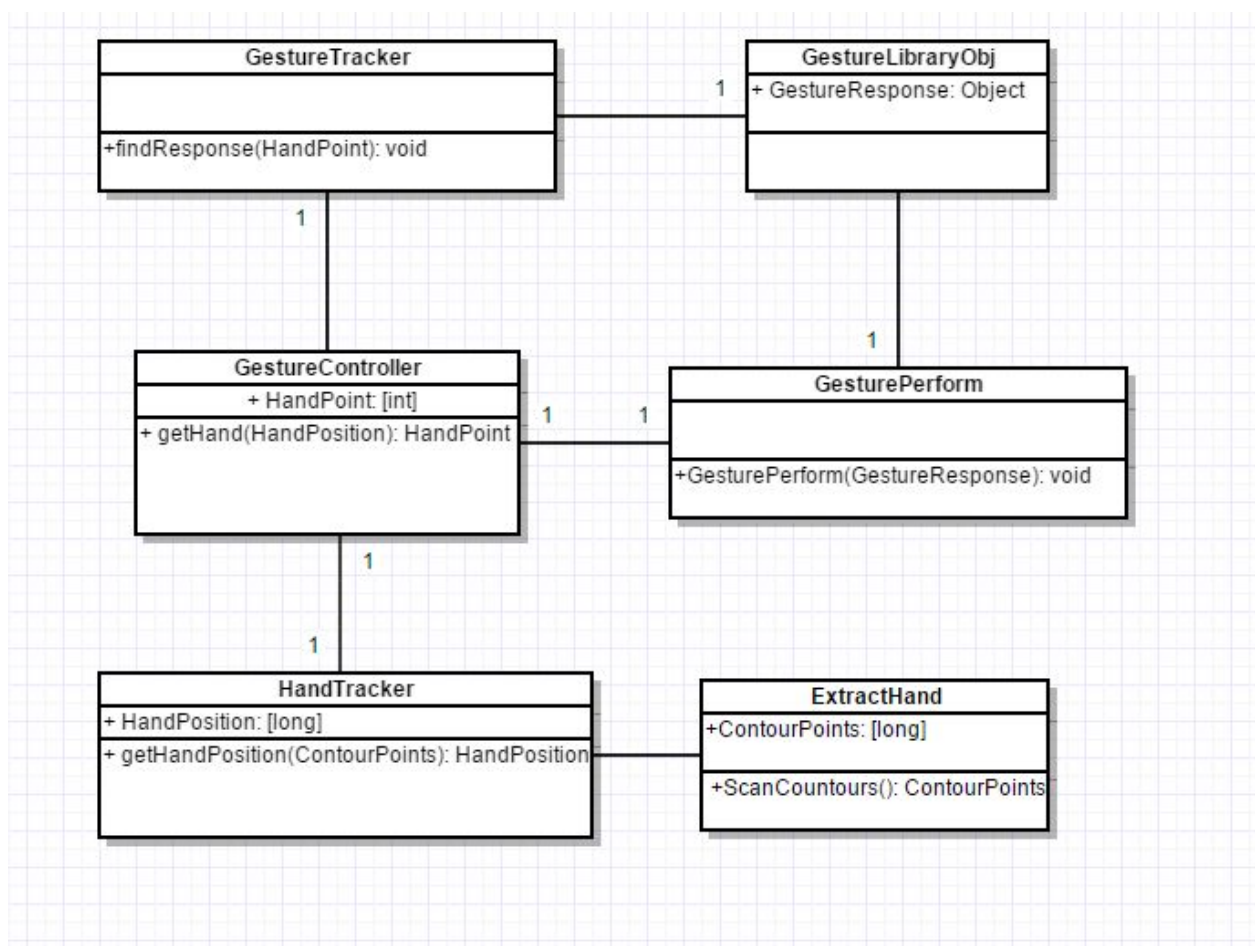 GestureTracker
+findResponse(HandPoint): void
1
GestureLibraryObj
+ GestureResponse: Object
1
1
GestureController
+ HandPoint: [int]
+ getHand(HandPosition): HandPoint
1
1
GesturePerform
+GesturePerform(GestureResponse): void
1
1
HandTracker
+ HandPosition: [long]
+ getHandPosition(ContourPoints): HandPosition
ExtractHand
+ContourPoints: [long]
+ScanCountours(): ContourPoints